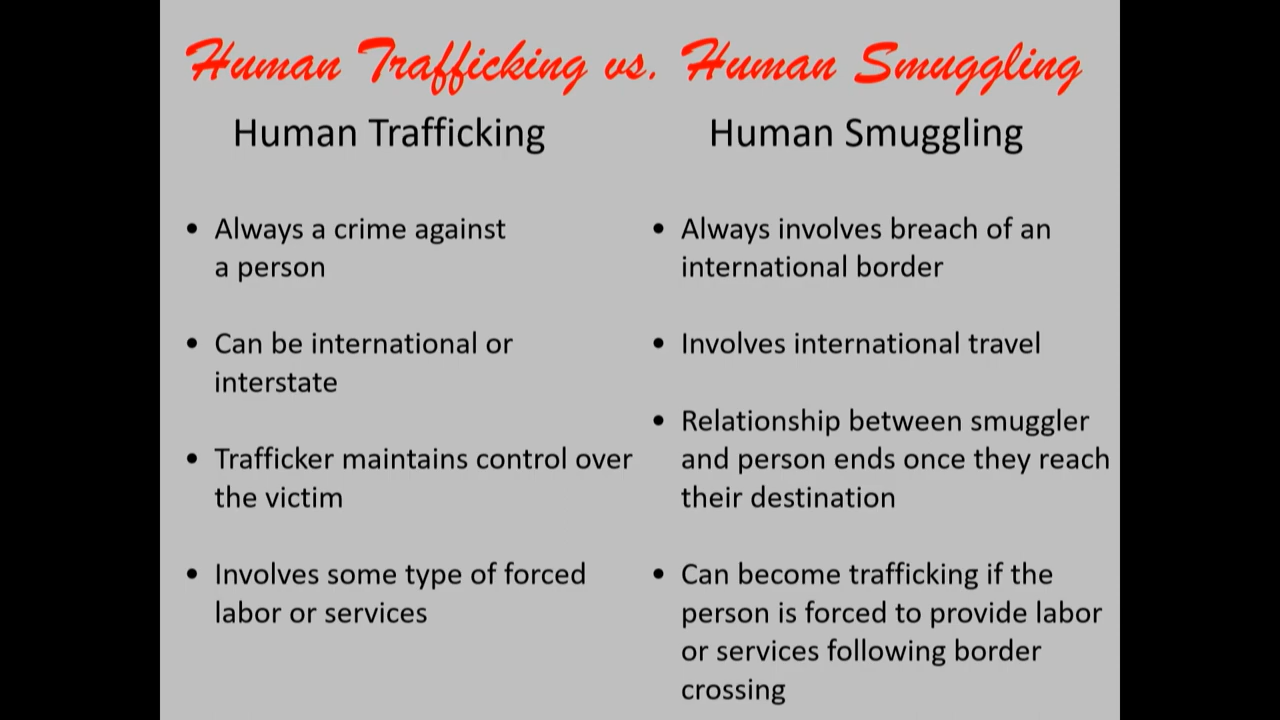 Human Trafficking vs. Human Smuggling
Human Trafficking
• Always a crime against
a person
• Can be international or
interstate
• Trafficker maintains control over
the victim
• Involves some type of forced
labor or services
Human Smuggling
• Always involves breach of an
international border
• Involves international travel
• Relationship between smuggler
and person ends once they reach
their destination
• Can become trafficking if the
person is forced to provide labor
or services following border
crossing